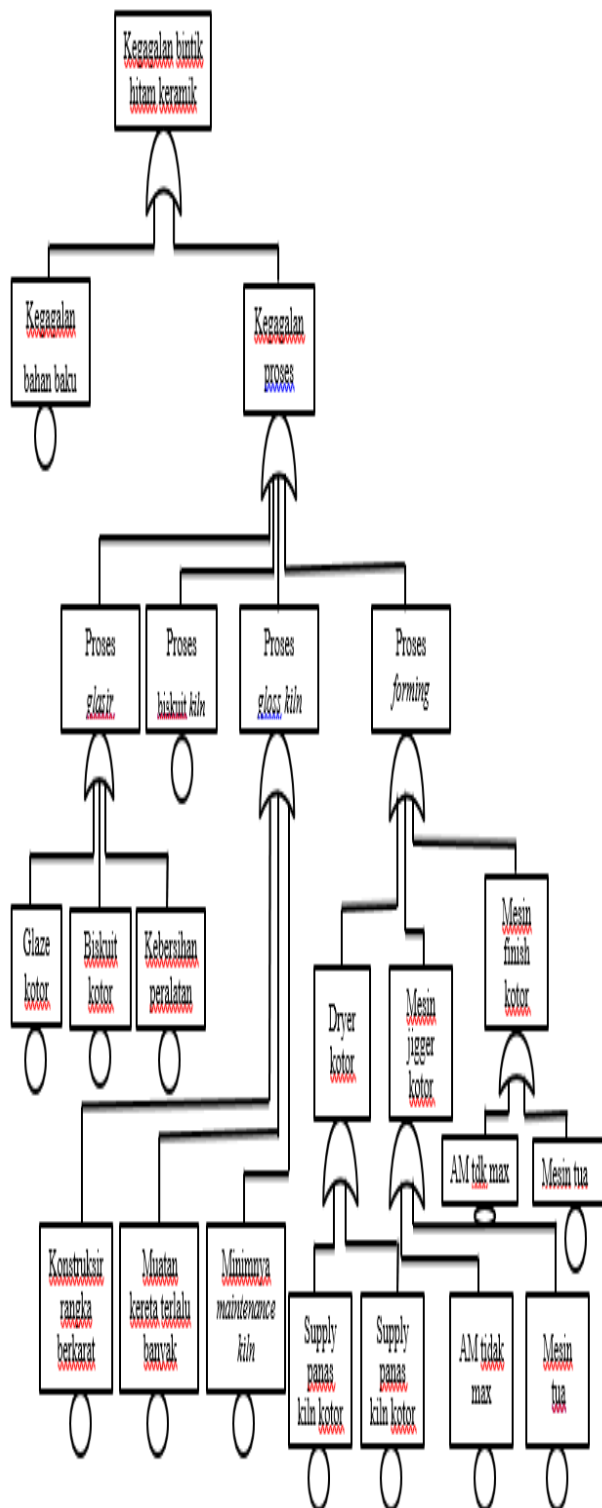 Kegagalan bintik
hitam keramik
Kegagalan
bahan baku
Kegagalan
proses
Proses
glasir
Proses
biskuit kiln
Proses
gloss kiln
Proses
forming
Glaze
kotor
Biskuit
kotor
Kebersihan
peralatan
Dryer
kotor
Mesin
jigger
kotor
Mesin
finish
kotor
AM tdk max
Mesin tua
Konstruksir
rangka
berkarat
Muatan
kereta terlalu
banyak
Minimnya
maintenance
kiln
Supply
panas
kiln kotor
Supply
panas
kiln kotor
AM tidak
max
Mesin
tua